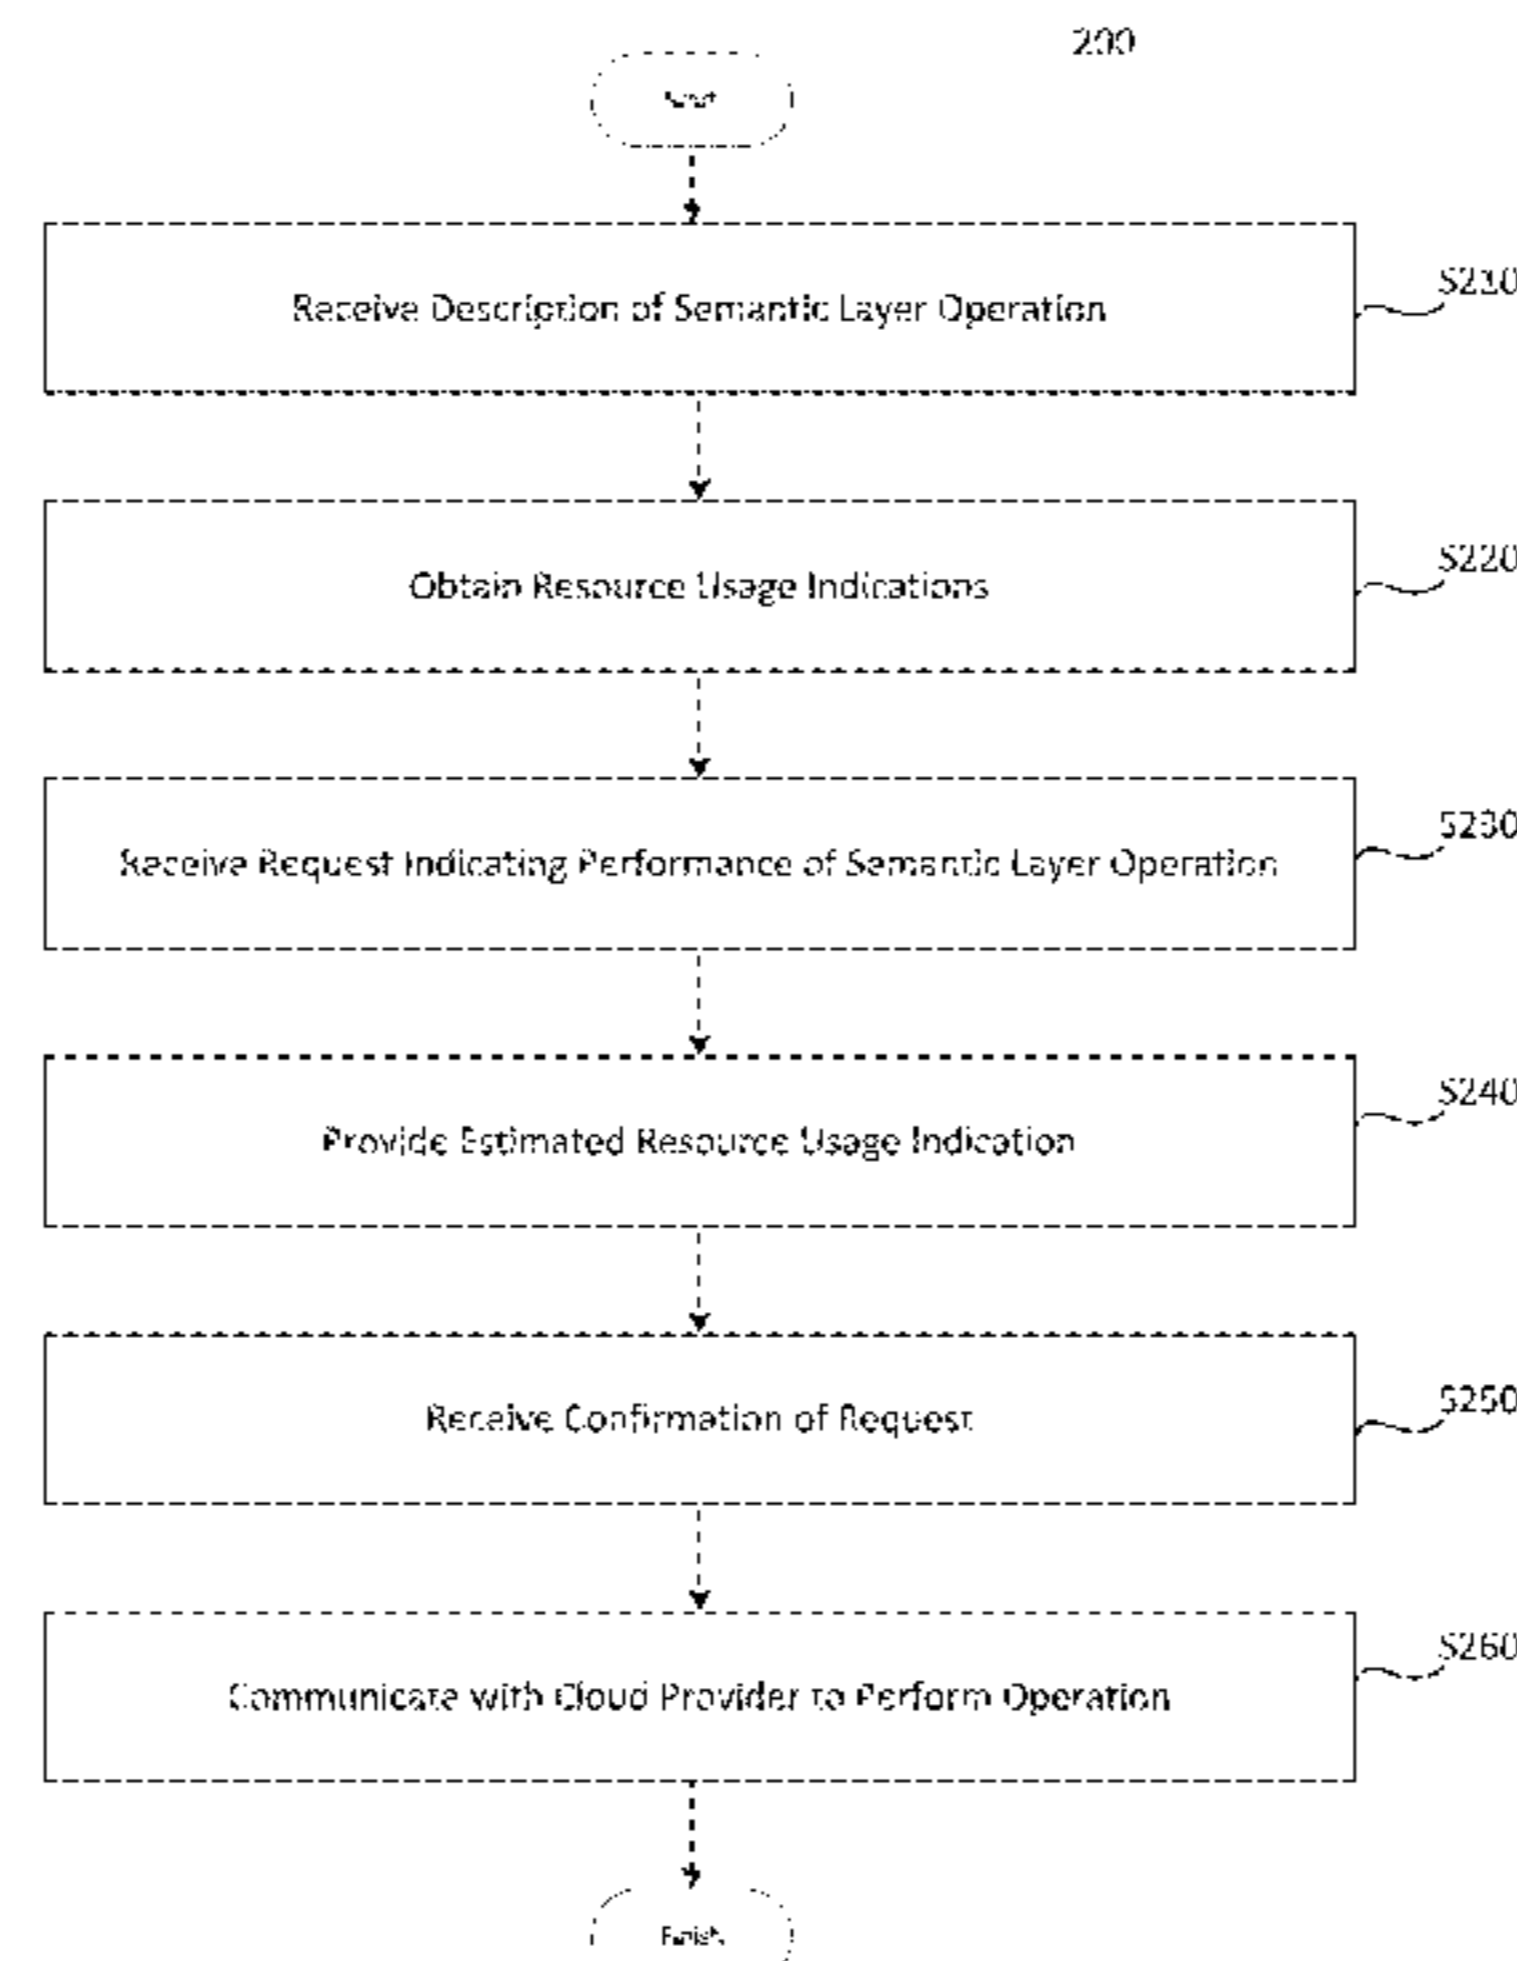 200
Start
Receive Description of Semantic Layer Operation
S210
Obtain Resource Usage Indications
S220
Receive Request Indicating Performance of Semantic Layer Operation
S230
Provide Estimated Resource Usage Indication
S240
Receive Confirmation of Request
S250
Communicate with Cloud Provider to Perform Operation
S260
Finish